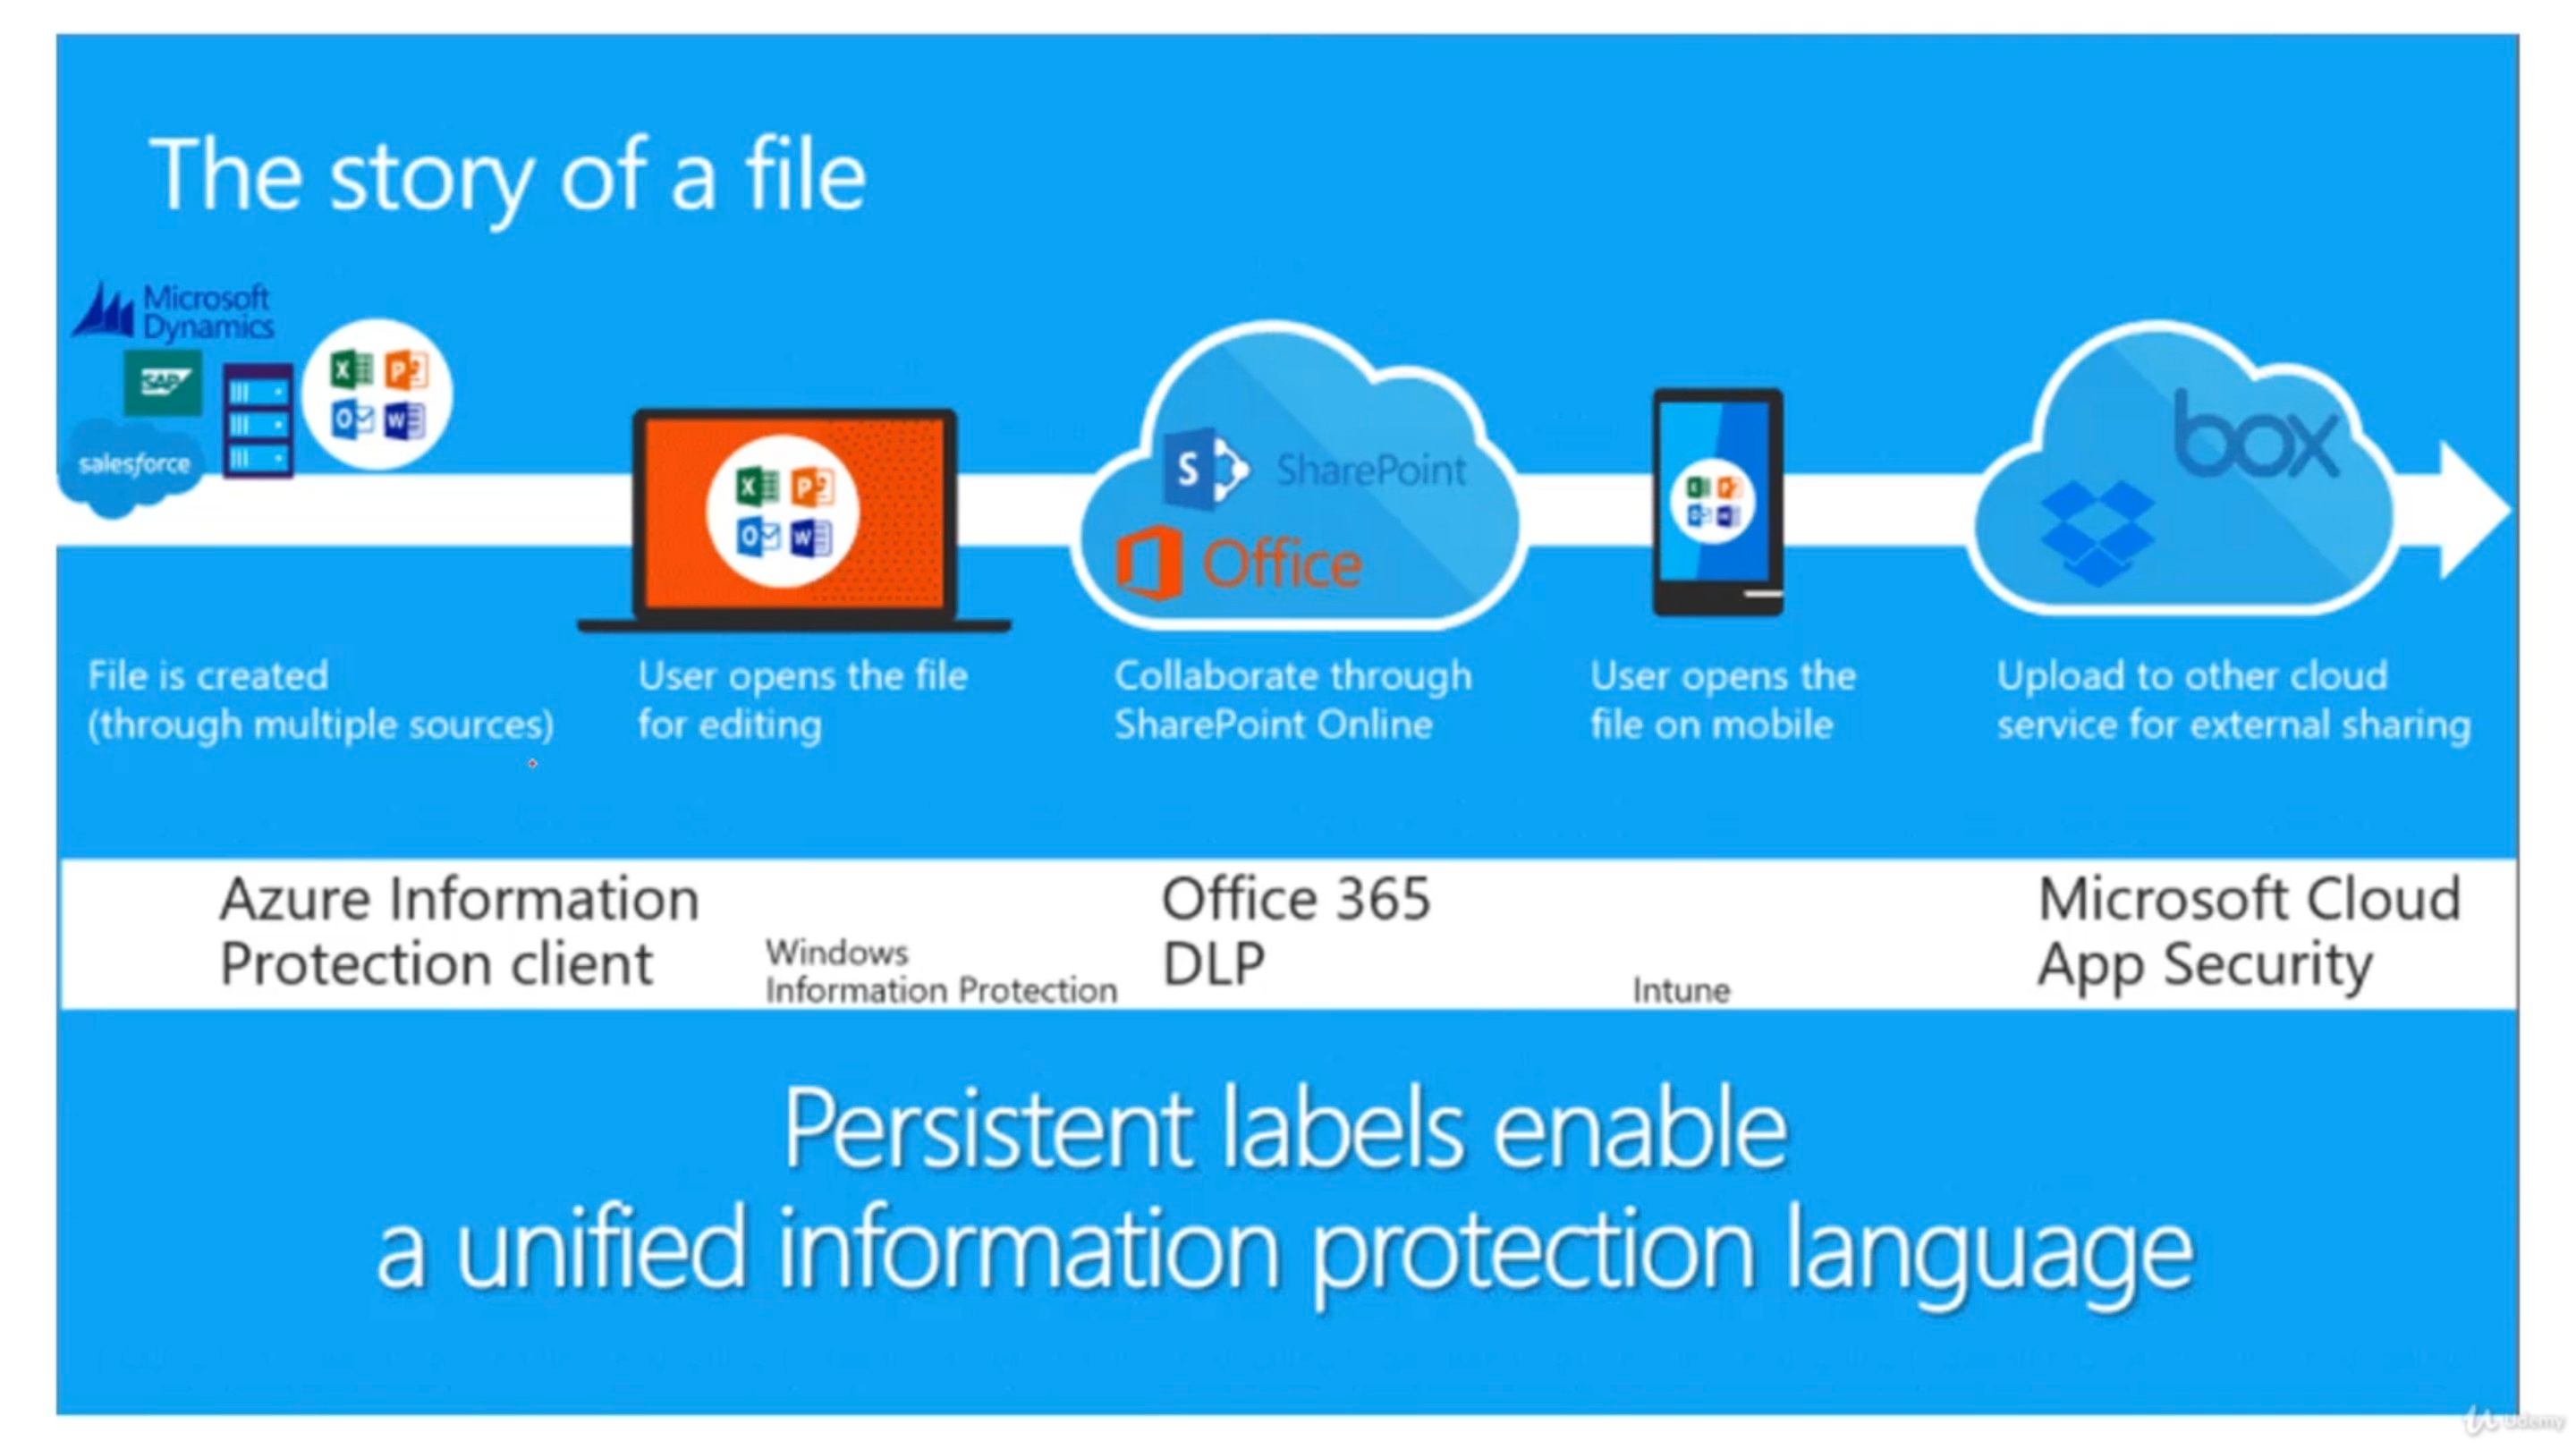 The story of a file
Microsoft
Dynamics
SAP
salesforce
X
P
O
W
X
P
O
W
S
SharePoint
Office
box
File is created
(through multiple sources)
User opens the file
for editing
Collaborate through
SharePoint Online
User opens the
file on mobile
Upload to other cloud
service for external sharing
Azure Information
Protection client
Windows
Information Protection
Office 365
DLP
Intune
Microsoft Cloud
App Security
Persistent labels enable
a unified information protection language
Udemy